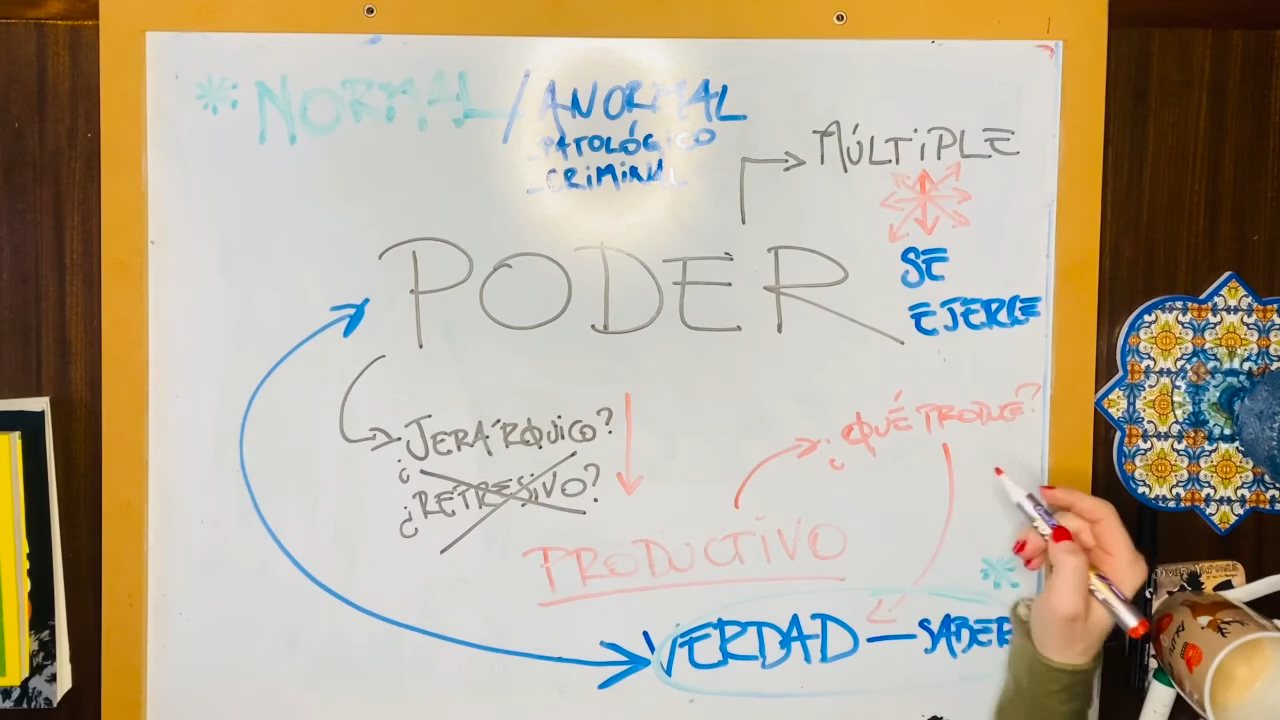 * NORMAL / ANORMAL
- PATOLÓGICO
- CRIMINAL
MÚLTIPLE
SE
EJERCE
PODER
¿JERÁRQUICO?
¿RETRESIVO?
¿QUÉ PRODUCE?
PRODUCTIVO
*
VERDAD — SABER